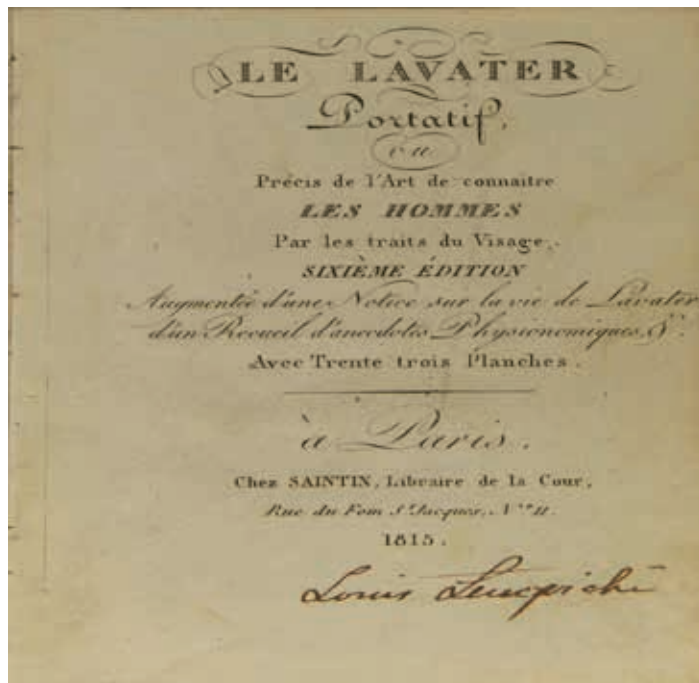 LE LAVATER
Portatif,
ou
Précis de l'Art de connaitre
LES HOMMES
Par les traits du Visage.
SIXIÈME ÉDITION
Augmentée d'une Notice sur la vie de Lavater
d'un Recueil d'anecdotes Physionomiques, &c.
Avec Trente trois Planches.
à Paris.
Chez SAINTIN, Libraire de la Cour,
Rue du Foin St. Jacques, N.º 11.
1815.
Louis